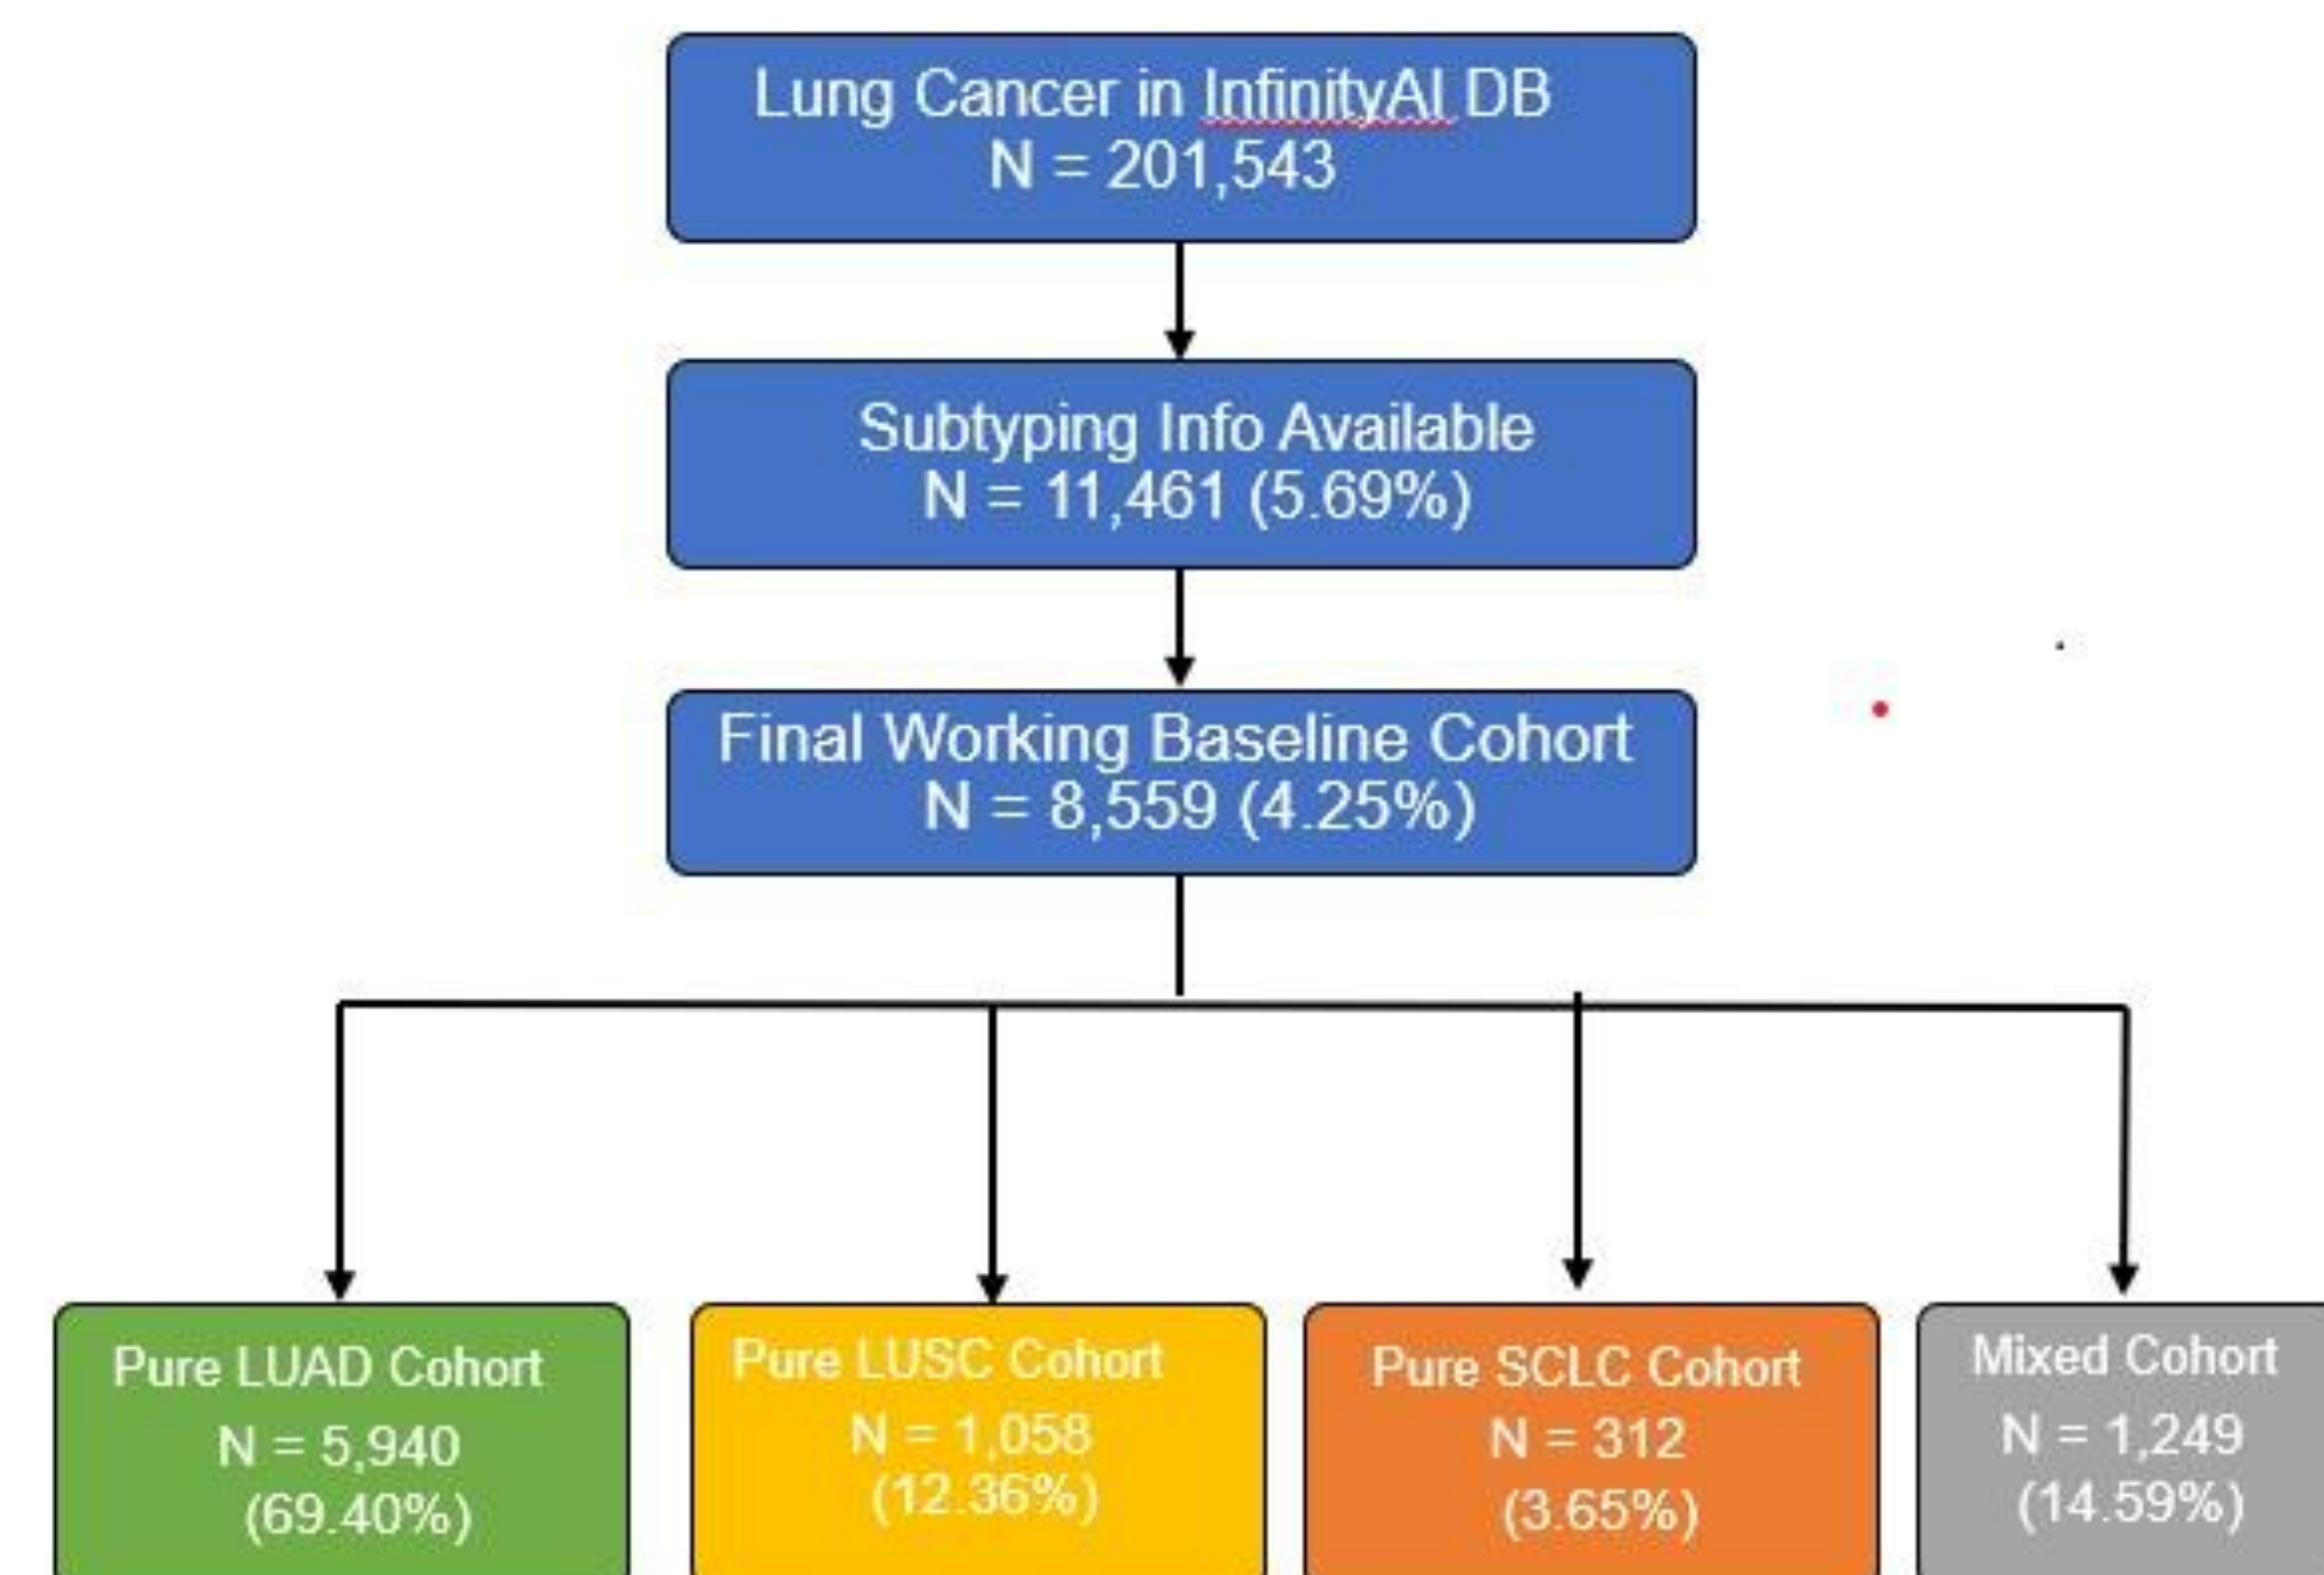 Lung Cancer in InfinityAI DB
N = 201,543
Subtyping Info Available
N = 11,461 (5.69%)
Final Working Baseline Cohort
N = 8,559 (4.25%)
Pure LUAD Cohort
N = 5,940
(69.40%)
Pure LUSC Cohort
N = 1,058
(12.36%)
Pure SCLC Cohort
N = 312
(3.65%)
Mixed Cohort
N = 1,249
(14.59%)